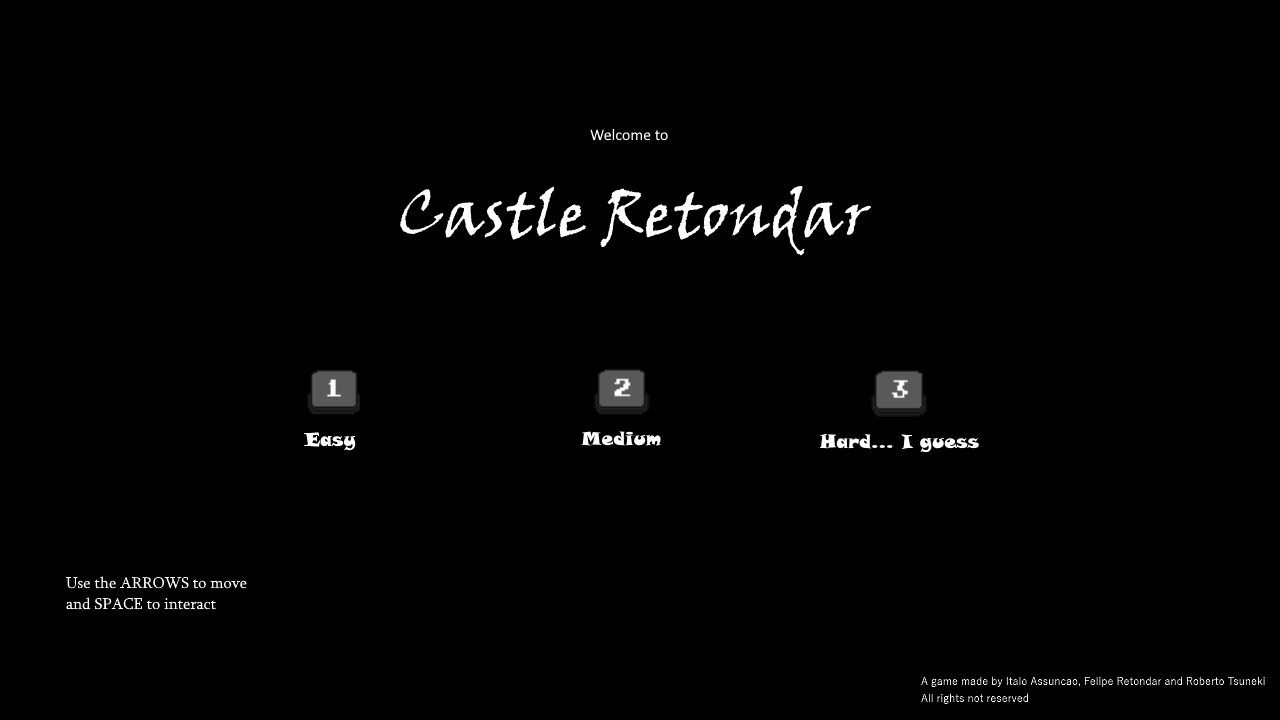 Welcome to
Castle Retondar
1
2
3
Easy
Medium
Hard... I guess
Use the ARROWS to move
and SPACE to interact
A game made by Italo Assuncao, Felipe Retondar and Roberto Tsuneki
All rights not reserved